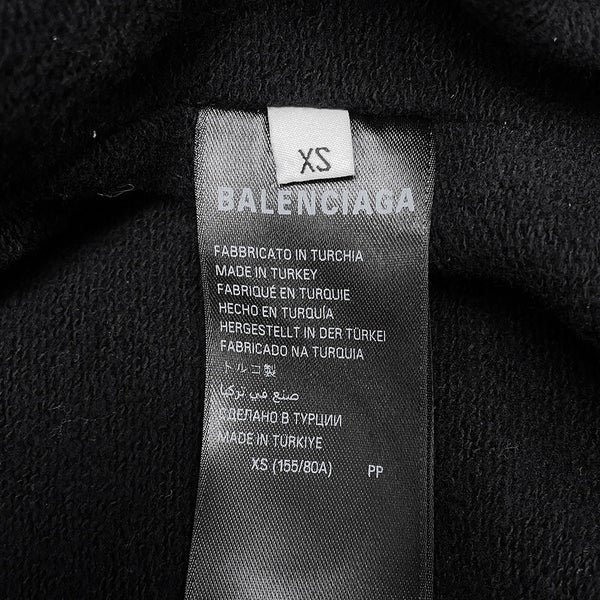 XS
BALENCIAGA
FABBRICATO IN TURCHIA
MADE IN TURKEY
FABRIQUÉ EN TURQUIE
HECHO EN TURQUÍA
HERGESTELLT IN DER TÜRKEI
FABRICADO NA TURQUIA
トルコ製
صنع في تركيا
СДЕЛАНО В ТУРЦИИ
MADE IN TÜRKIYE
XS (155/80A) PP